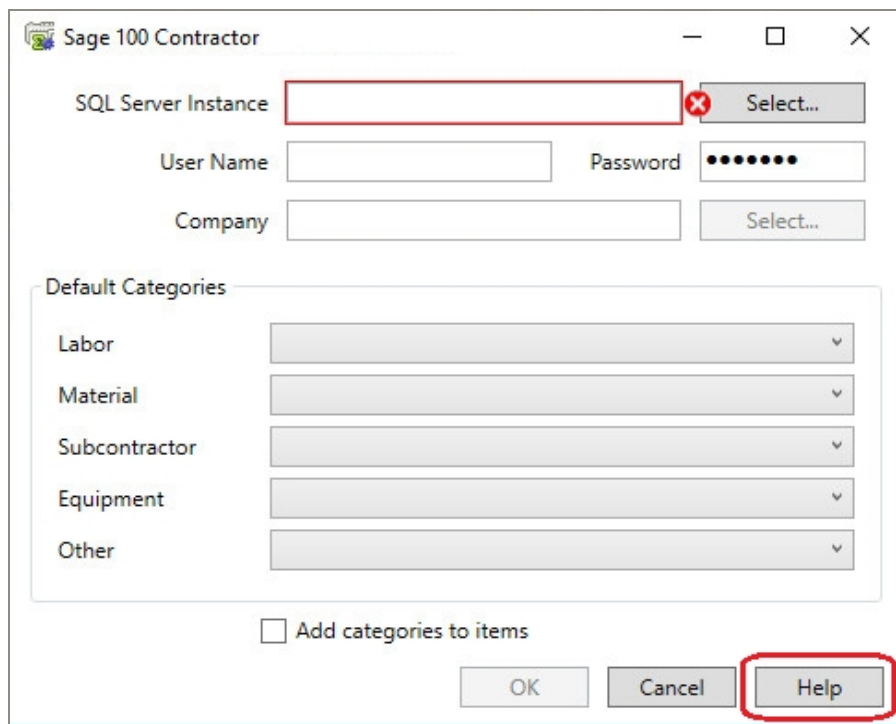 Sage 100 Contractor
SQL Server Instance Select...
User Name Password •••••••
Company Select...
Default Categories
Labor
Material
Subcontractor
Equipment
Other
Add categories to items
OK Cancel Help